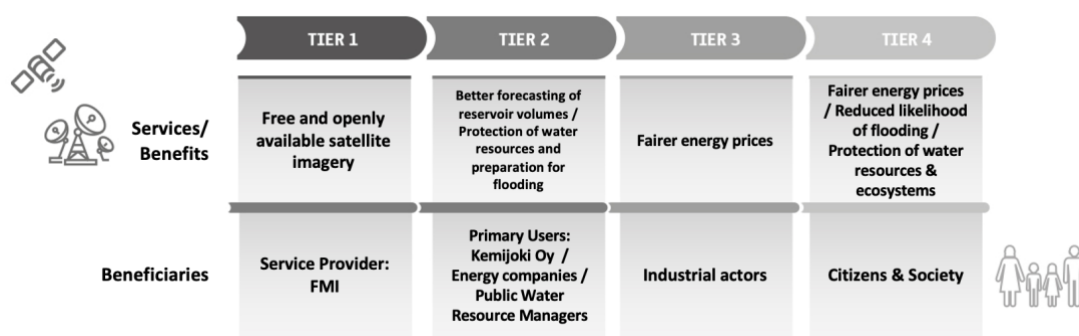 TIER 1
TIER 2
TIER 3
TIER 4
Services/
Benefits
Free and openly
available satellite
imagery
Better forecasting of
reservoir volumes /
Protection of water
resources and
preparation for
flooding
Fairer energy prices
Fairer energy prices
/ Reduced likelihood
of flooding /
Protection of water
resources &
ecosystems
Beneficiaries
Service Provider:
FMI
Primary Users:
Kemijoki Oy /
Energy companies /
Public Water
Resource Managers
Industrial actors
Citizens & Society